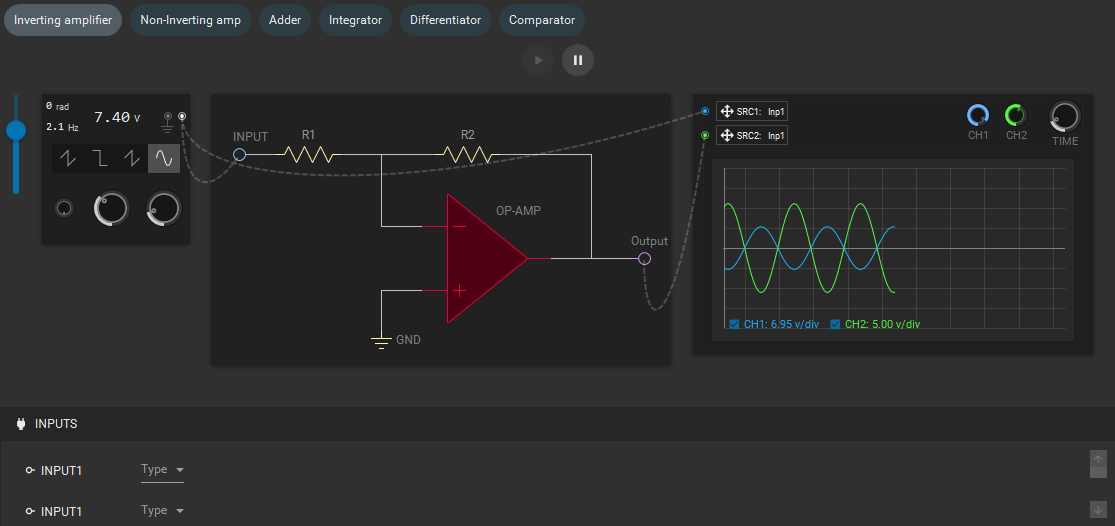 Inverting amplifier Non-Inverting amp Adder Integrator Differentiator Comparator
0 rad
2.1 Hz
7.40 v
INPUT
R1
R2
OP-AMP
Output
GND
SRC1: Inp1
SRC2: Inp1
CH1
CH2
TIME
CH1: 6.95 v/div CH2: 5.00 v/div
INPUTS
INPUT1 Type
INPUT1 Type